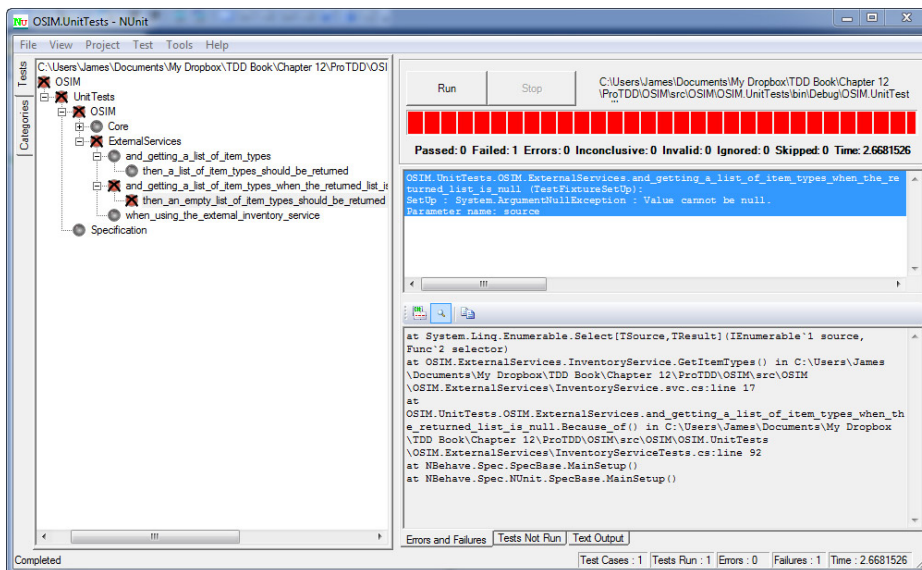 OSIM.UnitTests - NUnit
File View Project Test Tools Help
Tests
Categories
C:\Users\James\Documents\My Dropbox\TDD Book\Chapter 12\ProTDD\OSI
OSIM
UnitTests
OSIM
Core
ExternalServices
and_getting_a_list_of_item_types
then_a_list_of_item_types_should_be_returned
and_getting_a_list_of_item_types_when_the_returned_list_is
then_an_empty_list_of_item_types_should_be_returned
when_using_the_external_inventory_service
Specification
Run
Stop
C:\Users\James\Documents\My Dropbox\TDD Book\Chapter 12
\ProTDD\OSIM\src\OSIM\OSIM.UnitTests\bin\Debug\OSIM.UnitTest
Passed: 0 Failed: 1 Errors: 0 Inconclusive: 0 Invalid: 0 Ignored: 0 Skipped: 0 Time: 2.6681526
OSIM.UnitTests.OSIM.ExternalServices.and_getting_a_list_of_item_types_when_the_re
turned_list_is_null (TestFixtureSetUp):
SetUp : System.ArgumentNullException : Value cannot be null.
Parameter name: source
at System.Linq.Enumerable.Select[TSource,TResult](IEnumerable`1 source,
Func`2 selector)
at OSIM.ExternalServices.InventoryService.GetItemTypes() in C:\Users\James
\Documents\My Dropbox\TDD Book\Chapter 12\ProTDD\OSIM\src\OSIM
\OSIM.ExternalServices\InventoryService.svc.cs:line 17
at
OSIM.UnitTests.OSIM.ExternalServices.and_getting_a_list_of_item_types_when_th
e_returned_list_is_null.Because_of() in C:\Users\James\Documents\My Dropbox
\TDD Book\Chapter 12\ProTDD\OSIM\src\OSIM\OSIM.UnitTests
\OSIM.ExternalServices\InventoryServiceTests.cs:line 92
at NBehave.Spec.SpecBase.MainSetup()
at NBehave.Spec.NUnit.SpecBase.MainSetup()
Errors and Failures Tests Not Run Text Output
Completed
Test Cases : 1 Tests Run : 1 Errors : 0 Failures : 1 Time : 2.6681526